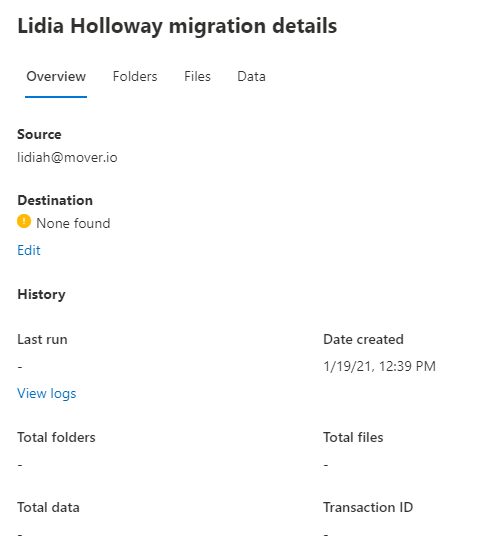 Lidia Holloway migration details
Overview Folders Files Data
Source
lidiah@mover.io
Destination
None found
Edit
History
Last run Date created
- 1/19/21, 12:39 PM
View logs
Total folders Total files
- -
Total data Transaction ID
- -